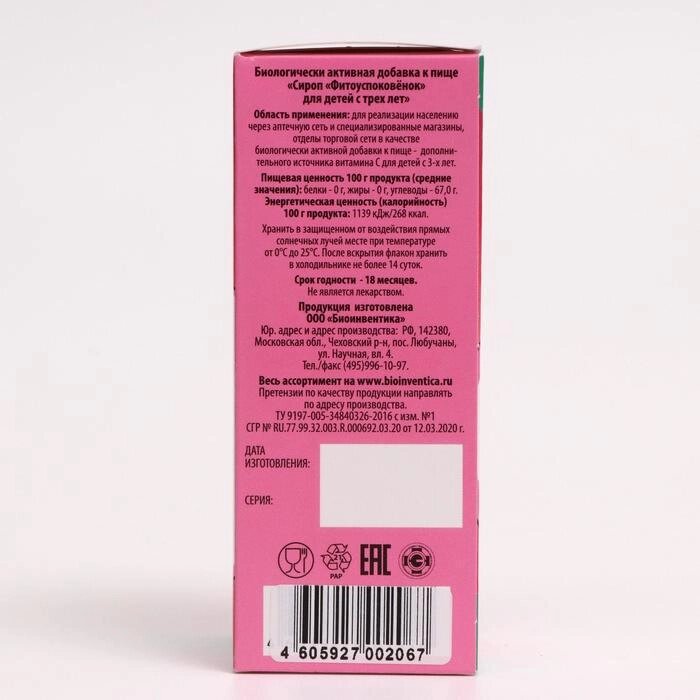 Биологически активная добавка к пище
«Сироп «Фитоуспоковёнок»
для детей с трех лет»
Область применения: для реализации населению
через аптечную сеть и специализированные магазины,
отделы торговой сети в качестве
биологически активной добавки к пище - дополни-
тельного источника витамина С для детей с 3-х лет.
Пищевая ценность 100 г продукта (средние
значения): белки - 0 г, жиры - 0 г, углеводы - 67,0 г.
Энергетическая ценность (калорийность)
100 г продукта: 1139 кДж/268 ккал.
Хранить в защищенном от воздействия прямых
солнечных лучей месте при температуре
от 0°С до 25°С. После вскрытия флакон хранить
в холодильнике не более 14 суток.
Срок годности - 18 месяцев.
Не является лекарством.
Продукция изготовлена
ООО «Биоинвентика»
Юр. адрес и адрес производства: РФ, 142380,
Московская обл., Чеховский р-н, пос. Любучаны,
ул. Научная, вл. 4.
Тел./факс (495)996-10-97.
Весь ассортимент на www.bioinventica.ru
Претензии по качеству продукции направлять
по адресу производства.
ТУ 9197-005-34840326-2016 с изм. №1
СГР № RU.77.99.32.003.R.000692.03.20 от 12.03.2020 г.
ДАТА
ИЗГОТОВЛЕНИЯ:
СЕРИЯ:
21
PAP
EAC
4 605927 002067